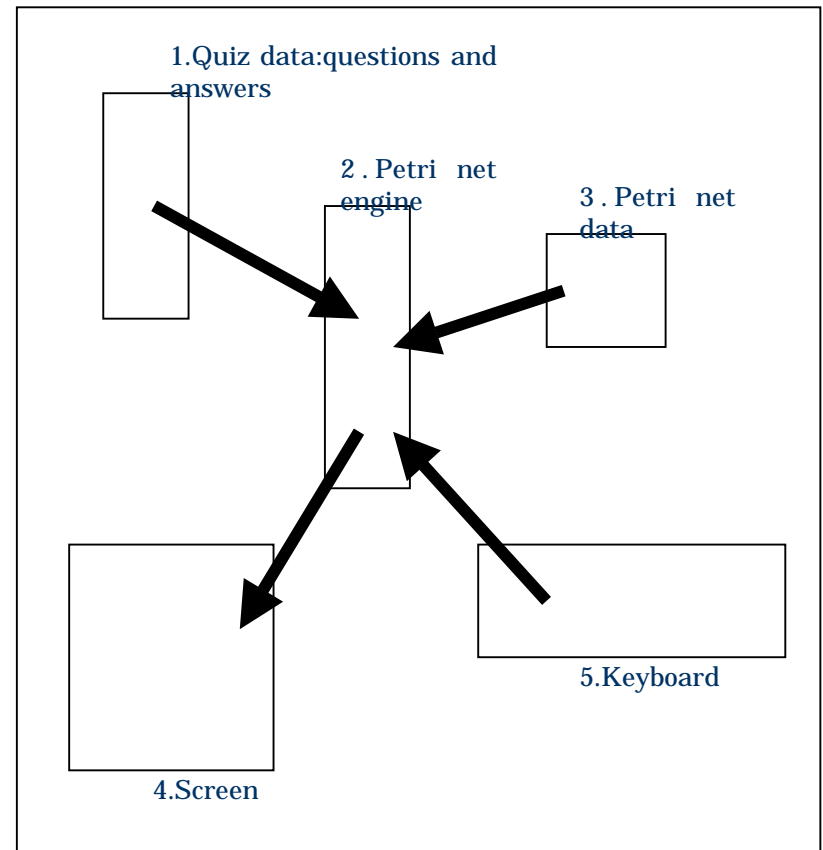 1.Quiz data:questions and
answers
2 . Petri net
engine
3 . Petri net
data
5.Keyboard
4.Screen